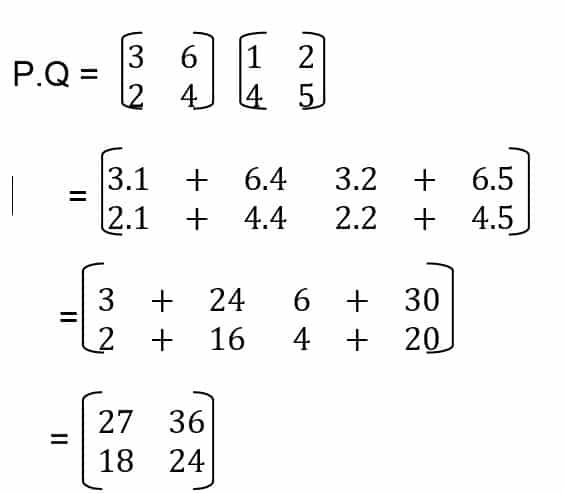 P.Q = [3 6] [1 2]
[2 4] [4 5]
= [3.1 + 6.4 3.2 + 6.5]
[2.1 + 4.4 2.2 + 4.5]
= [3 + 24 6 + 30]
[2 + 16 4 + 20]
= [27 36]
[18 24]